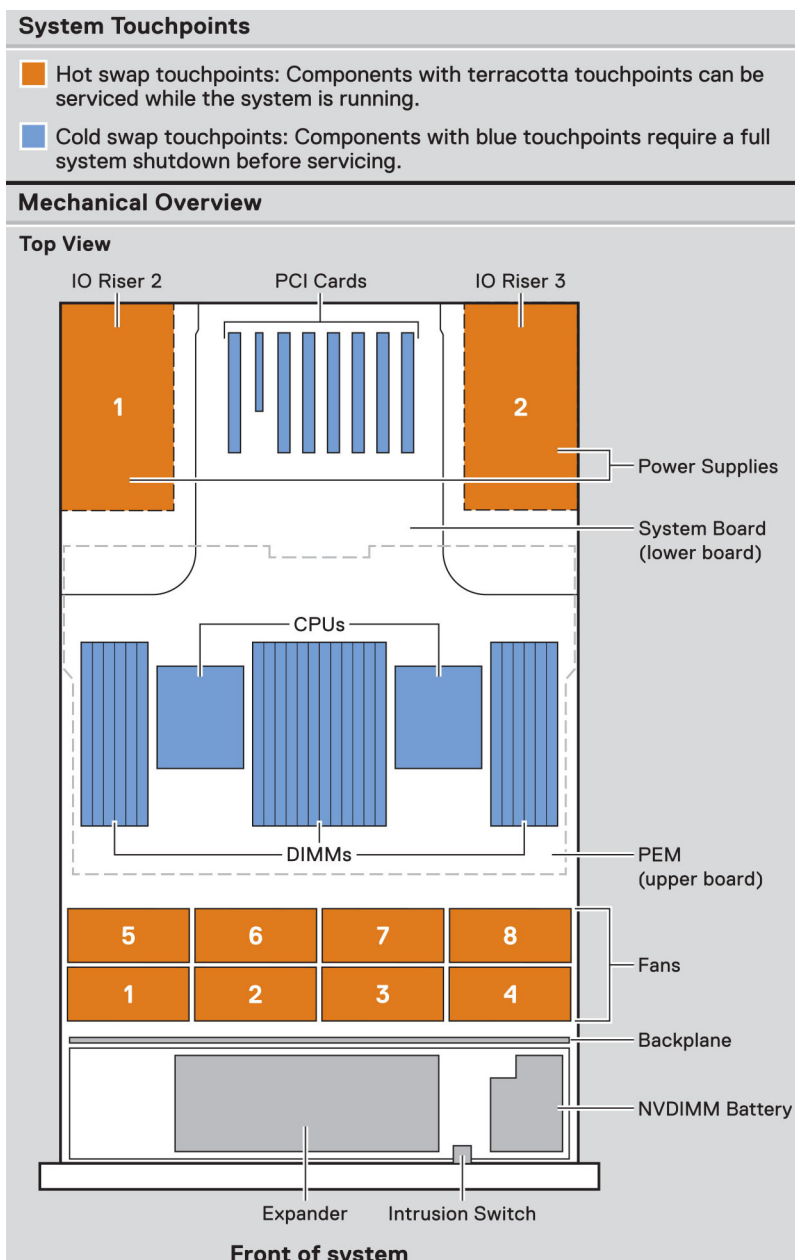 System Touchpoints
Hot swap touchpoints: Components with terracotta touchpoints can be
serviced while the system is running.
Cold swap touchpoints: Components with blue touchpoints require a full
system shutdown before servicing.
Mechanical Overview
Top View
IO Riser 2
PCI Cards
IO Riser 3
1
2
Power Supplies
System Board
(lower board)
CPUs
DIMMs
PEM
(upper board)
5
6
7
8
Fans
1
2
3
4
Backplane
NVDIMM Battery
Expander
Intrusion Switch
Front of system